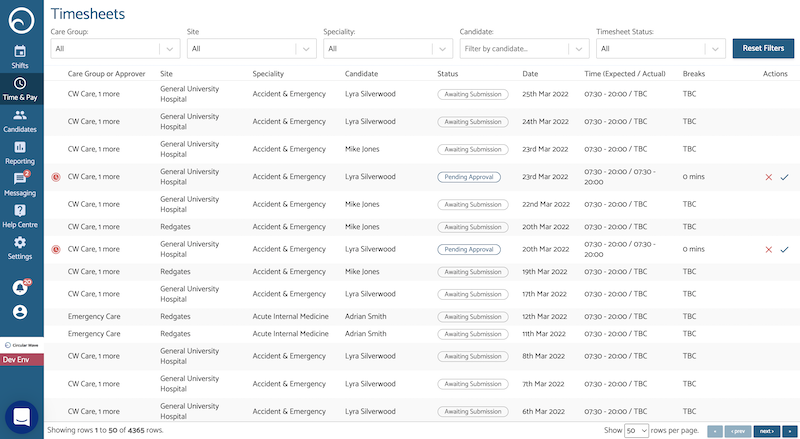 Timesheets
Care Group: Site Speciality: Candidate: Timesheet Status:
All All All Filter by candidate... All Reset Filters
Shifts
Time & Pay
Candidates
Reporting
2
Messaging
Help Centre
Settings
20
Circular Wave
Dev Env
Care Group or Approver Site Speciality Candidate Status Date Time (Expected / Actual) Breaks Actions
CW Care, 1 more General University Hospital Accident & Emergency Lyra Silverwood Awaiting Submission 25th Mar 2022 07:30 - 20:00 / TBC TBC
CW Care, 1 more General University Hospital Accident & Emergency Lyra Silverwood Awaiting Submission 24th Mar 2022 07:30 - 20:00 / TBC TBC
CW Care, 1 more General University Hospital Accident & Emergency Mike Jones Awaiting Submission 23rd Mar 2022 07:30 - 20:00 / TBC TBC
CW Care, 1 more General University Hospital Accident & Emergency Lyra Silverwood Pending Approval 23rd Mar 2022 07:30 - 20:00 / 07:30 - 20:00 0 mins
CW Care, 1 more General University Hospital Accident & Emergency Mike Jones Awaiting Submission 22nd Mar 2022 07:30 - 20:00 / TBC TBC
CW Care, 1 more Redgates Accident & Emergency Mike Jones Awaiting Submission 20th Mar 2022 07:30 - 20:00 / TBC TBC
CW Care, 1 more General University Hospital Accident & Emergency Lyra Silverwood Pending Approval 20th Mar 2022 07:30 - 20:00 / 07:30 - 20:00 0 mins
CW Care, 1 more Redgates Accident & Emergency Mike Jones Awaiting Submission 19th Mar 2022 07:30 - 20:00 / TBC TBC
CW Care, 1 more General University Hospital Accident & Emergency Lyra Silverwood Awaiting Submission 17th Mar 2022 07:30 - 20:00 / TBC TBC
Emergency Care Redgates Acute Internal Medicine Adrian Smith Awaiting Submission 12th Mar 2022 07:30 - 20:00 / TBC TBC
Emergency Care Redgates Acute Internal Medicine Adrian Smith Awaiting Submission 11th Mar 2022 07:30 - 20:00 / TBC TBC
CW Care, 1 more General University Hospital Accident & Emergency Lyra Silverwood Awaiting Submission 8th Mar 2022 07:30 - 20:00 / TBC TBC
CW Care, 1 more General University Hospital Accident & Emergency Lyra Silverwood Awaiting Submission 7th Mar 2022 07:30 - 20:00 / TBC TBC
CW Care, 1 more General University Hospital Accident & Emergency Lyra Silverwood Awaiting Submission 6th Mar 2022 07:30 - 20:00 / TBC TBC
Showing rows 1 to 50 of 4365 rows. Show 50 rows per page. « ‹ prev next › »